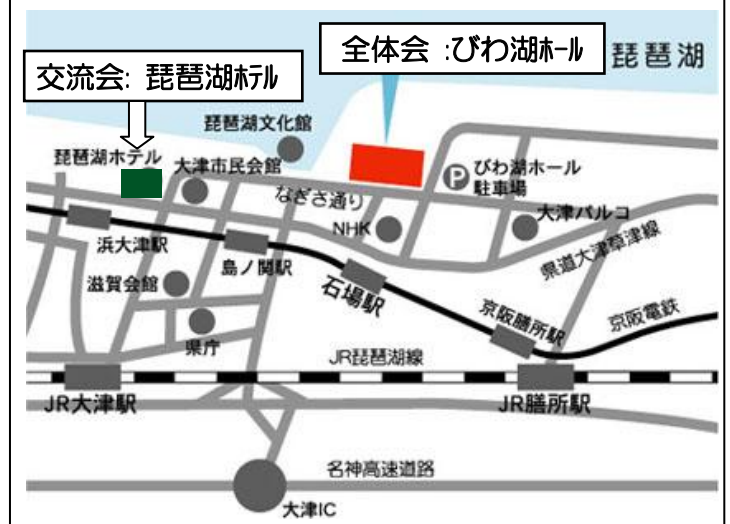 全体会 :びわ湖ﾎｰﾙ
琵琶湖
交流会: 琵琶湖ﾎﾃﾙ
琵琶湖文化館
琵琶湖ホテル
大津市民会館
びわ湖ホール
駐車場
P
なぎさ通り
NHK
大津パルコ
浜大津駅
島ノ関駅
県道大津草津線
滋賀会館
石場駅
京阪膳所駅
京阪電鉄
県庁
JR琵琶湖線
JR大津駅
JR膳所駅
名神高速道路
大津IC